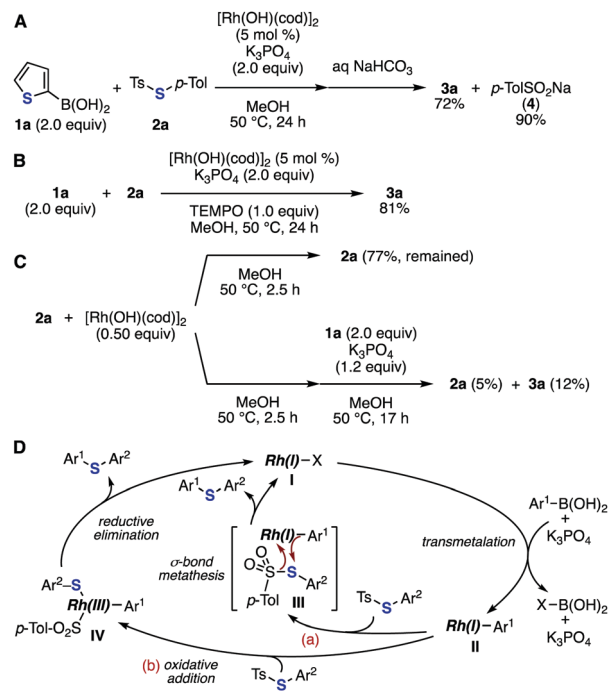 A
[Rh(OH)(cod)]2
(5 mol %)
K3PO4
(2.0 equiv)
aq NaHCO3
S
B(OH)2
+
Ts S p-Tol
3a + p-TolSO2Na
1a (2.0 equiv)
2a
MeOH
50 °C, 24 h
72%
(4)
90%
B
[Rh(OH)(cod)]2 (5 mol %)
K3PO4 (2.0 equiv)
1a + 2a
3a
(2.0 equiv)
TEMPO (1.0 equiv)
81%
MeOH, 50 °C, 24 h
C
2a (77%, remained)
MeOH
50 °C, 2.5 h
2a + [Rh(OH)(cod)]2
(0.50 equiv)
1a (2.0 equiv)
K3PO4
(1.2 equiv)
2a (5%) + 3a (12%)
MeOH
50 °C, 2.5 h
MeOH
50 °C, 17 h
D
Ar1 S Ar2
Rh(I)–X
I
Ar1 S Ar2
reductive
elimination
Rh(I)–Ar1
Ar1–B(OH)2
+
K3PO4
transmetalation
σ-bond
metathesis
O
O
S–S
Ar2
p-Tol
III
Ts S Ar2
X–B(OH)2
+
K3PO4
Ar2–S
Rh(III)–Ar1
p-Tol-O2S
IV
(a)
Rh(I)–Ar1
II
(b) oxidative
addition
Ts S Ar2